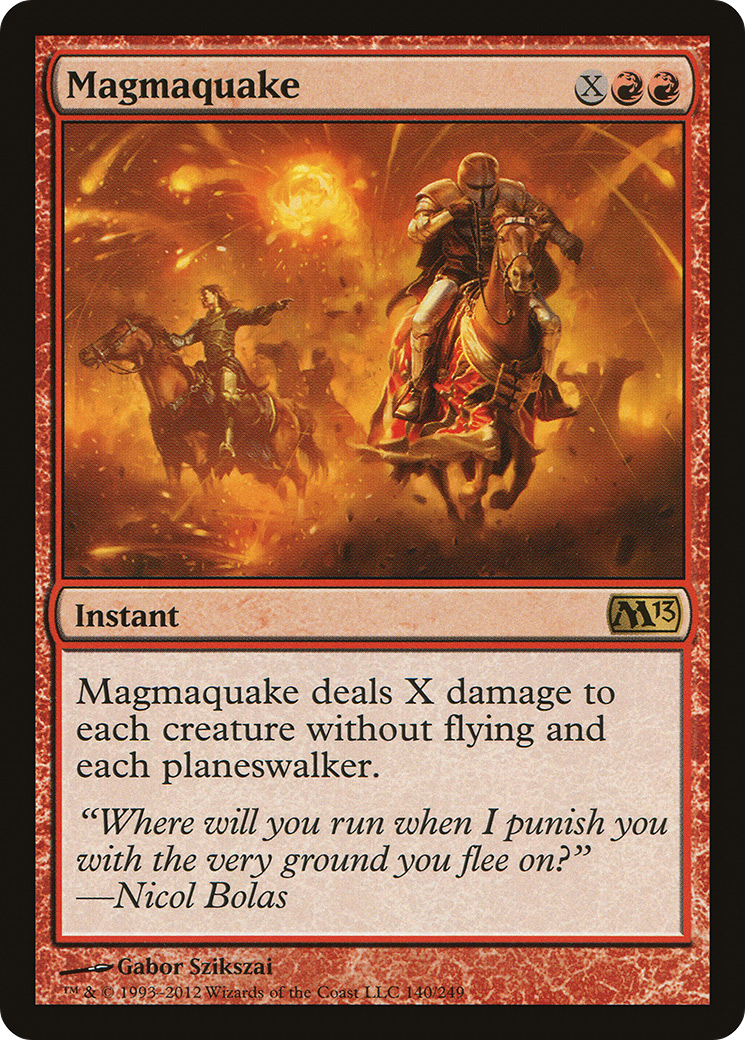 Magmaquake X
Instant M13
Magmaquake deals X damage to
each creature without flying and
each planeswalker.
“Where will you run when I punish you
with the very ground you flee on?”
—Nicol Bolas
Gabor Szikszai
™ & © 1993–2012 Wizards of the Coast LLC 140/249